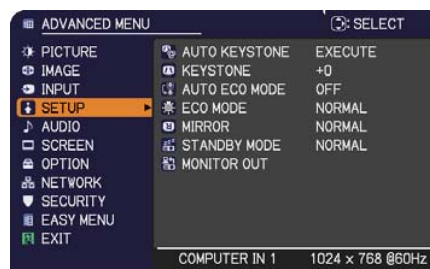 ADVANCED MENU : SELECT
PICTURE AUTO KEYSTONE EXECUTE
IMAGE KEYSTONE +0
INPUT AUTO ECO MODE OFF
SETUP ECO MODE NORMAL
AUDIO MIRROR NORMAL
SCREEN STANDBY MODE NORMAL
OPTION MONITOR OUT
NETWORK
SECURITY
EASY MENU
EXIT
COMPUTER IN 1 1024 x 768 @60Hz